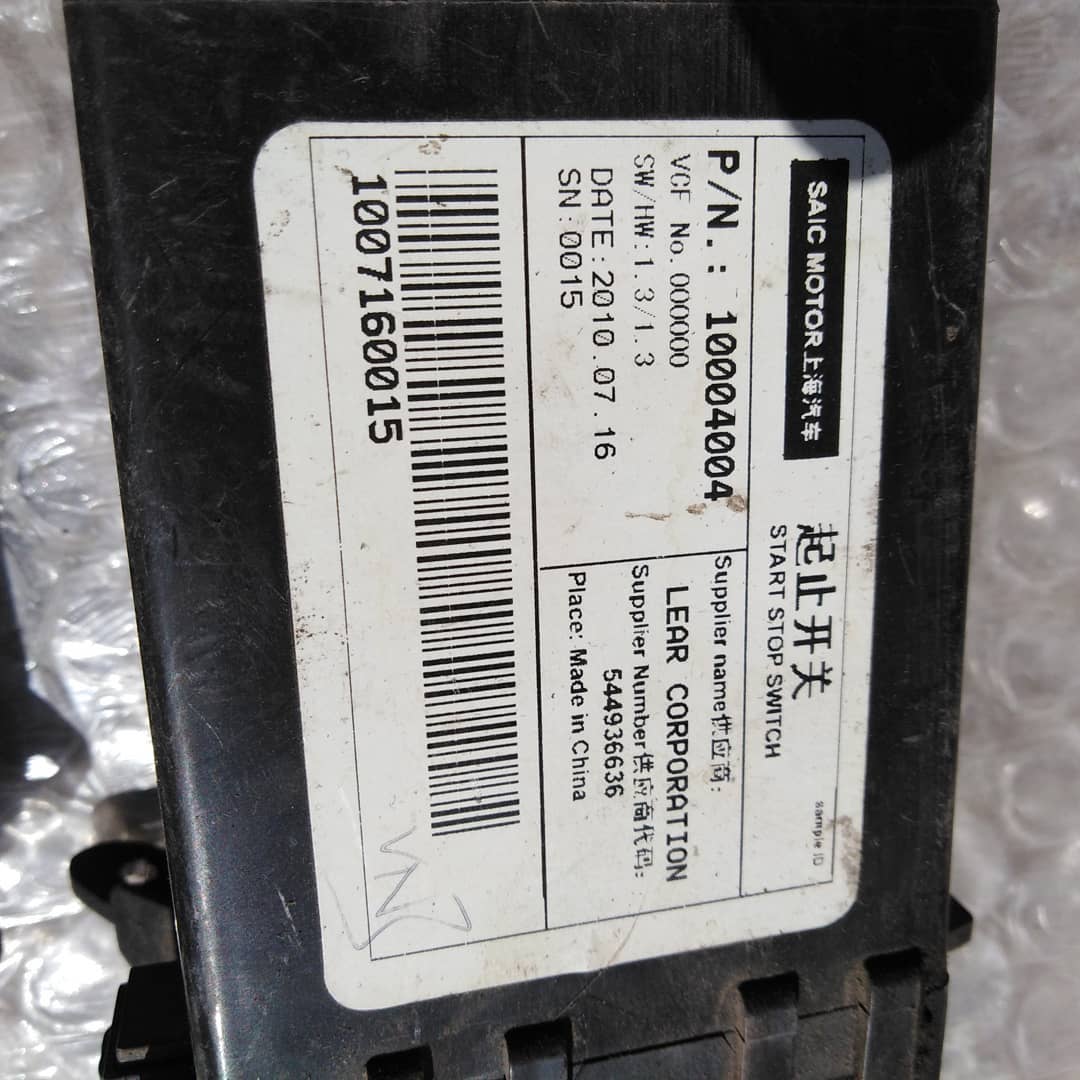 SAIC MOTOR上海汽车
起止开关
START STOP SWITCH
sample ID
P/N.: 10004004
VCF No.000000
SW/HW:1.3/1.3
DATE:2010.07.16
SN:0015
Supplier name供应商:
LEAR CORPORATION
Supplier Number供应商代码:
544936636
Place: Made in China
1007160015